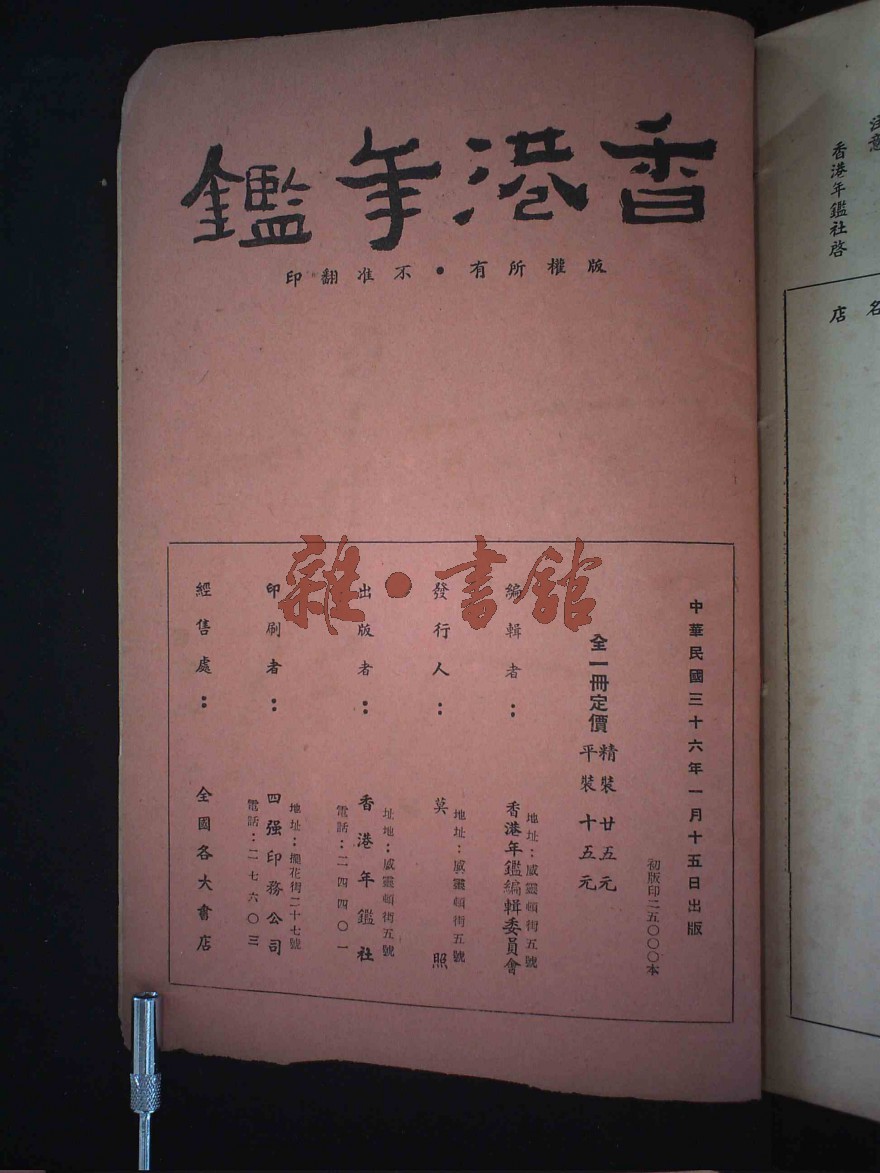 香港年鑑
版權所有•不准翻印
中華民國三十六年一月十五日出版
初版印二五〇〇〇本
全一冊定價
精裝 廿五元
平裝 十五元
編輯者：
地址：威靈頓街五號
香港年鑑編輯委員會
發行人：
地址：威靈頓街五號
莫照
出版者：
址地：威靈頓街五號
香港年鑑社
電話：二四四〇一
印刷者：
地址：擺花街二十七號
四强印務公司
電話：二七六〇三
經售處：
全國各大書店
雜•書館
注意
香港年鑑社啓
名
店